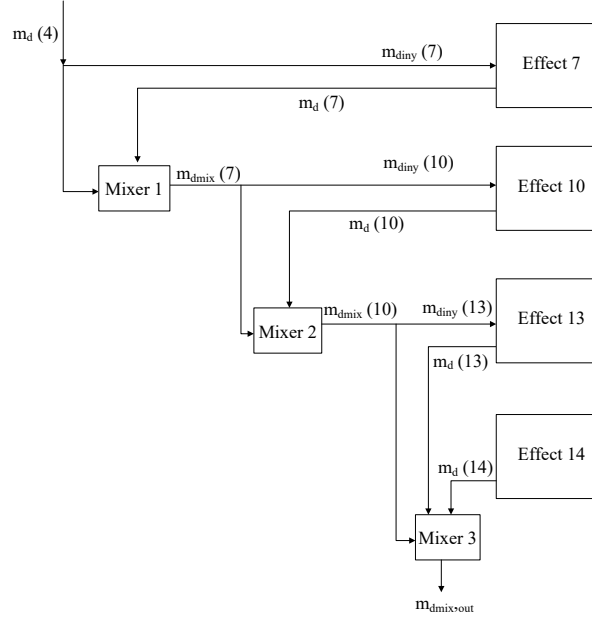 m_d (4)
m_diny (7)
Effect 7
m_d (7)
Mixer 1
m_dmix (7)
m_diny (10)
Effect 10
m_d (10)
Mixer 2
m_dmix (10)
m_diny (13)
Effect 13
m_d (13)
Effect 14
m_d (14)
Mixer 3
m_dmix,out